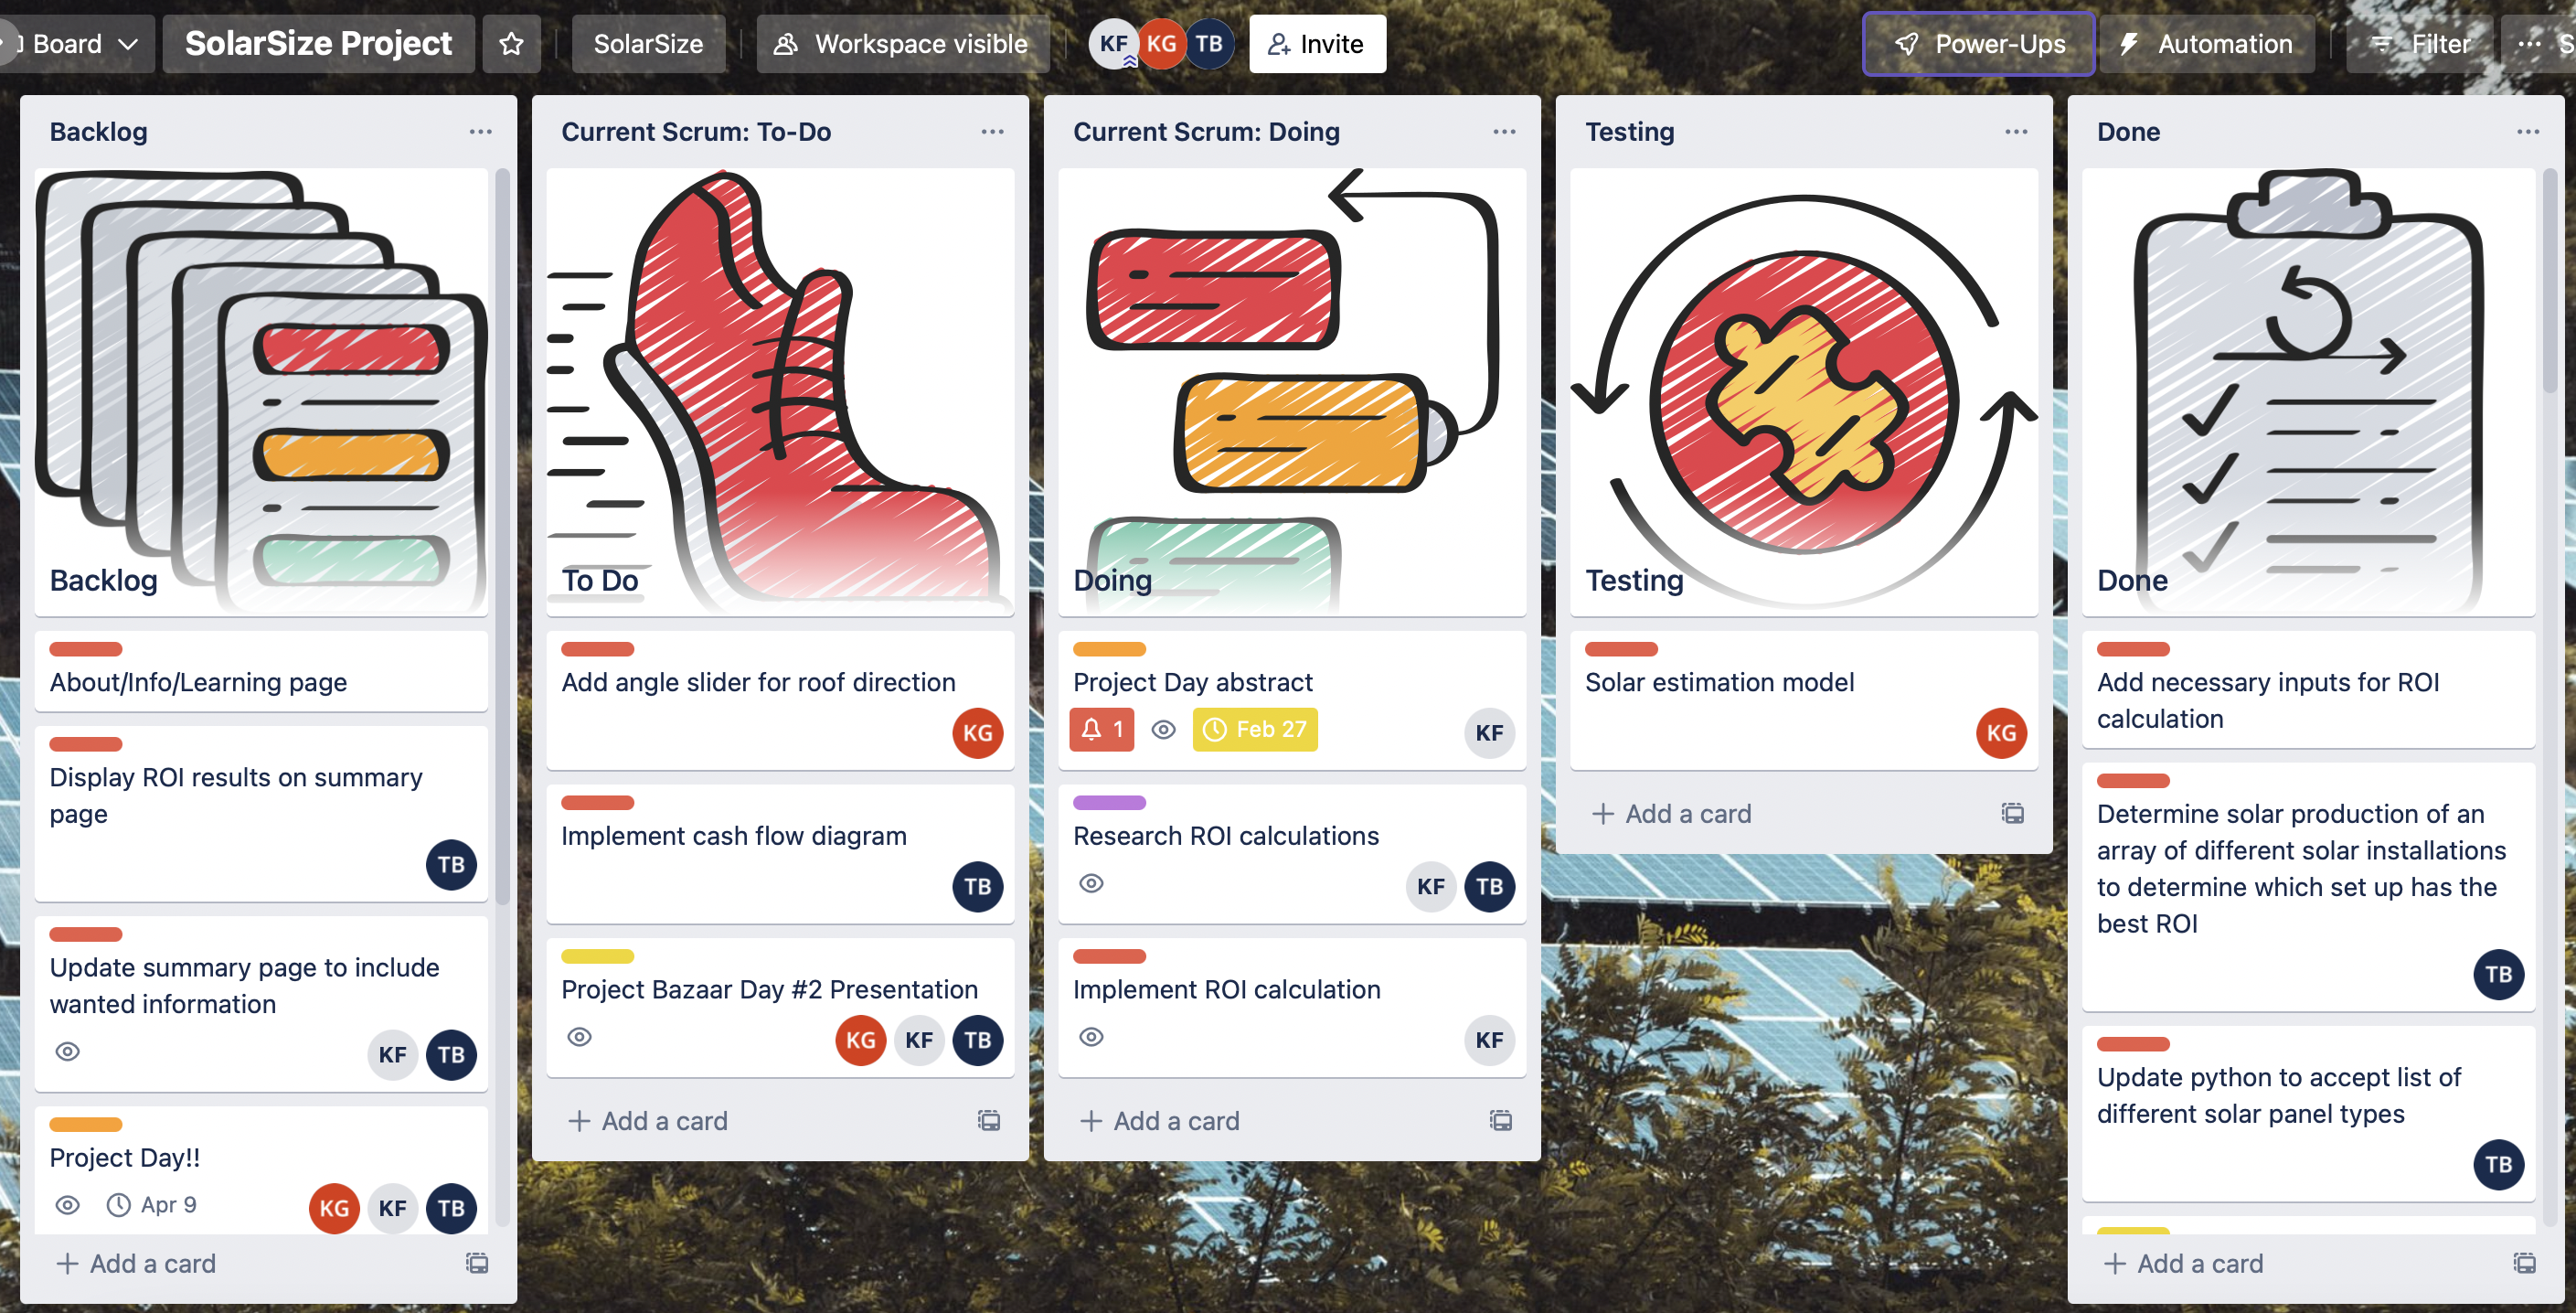 Board
SolarSize Project
SolarSize
Workspace visible
KF
KG
TB
Invite
Power-Ups
Automation
Filter
Backlog
Backlog
About/Info/Learning page
Display ROI results on summary
page
TB
Update summary page to include
wanted information
KF
TB
Project Day!!
Apr 9
KG
KF
TB
Add a card
Current Scrum: To-Do
To Do
Add angle slider for roof direction
KG
Implement cash flow diagram
TB
Project Bazaar Day #2 Presentation
KG
KF
TB
Add a card
Current Scrum: Doing
Doing
Project Day abstract
1
Feb 27
KF
Research ROI calculations
KF
TB
Implement ROI calculation
KF
Add a card
Testing
Testing
Solar estimation model
KG
Add a card
Done
Done
Add necessary inputs for ROI
calculation
Determine solar production of an
array of different solar installations
to determine which set up has the
best ROI
TB
Update python to accept list of
different solar panel types
TB
Add a card